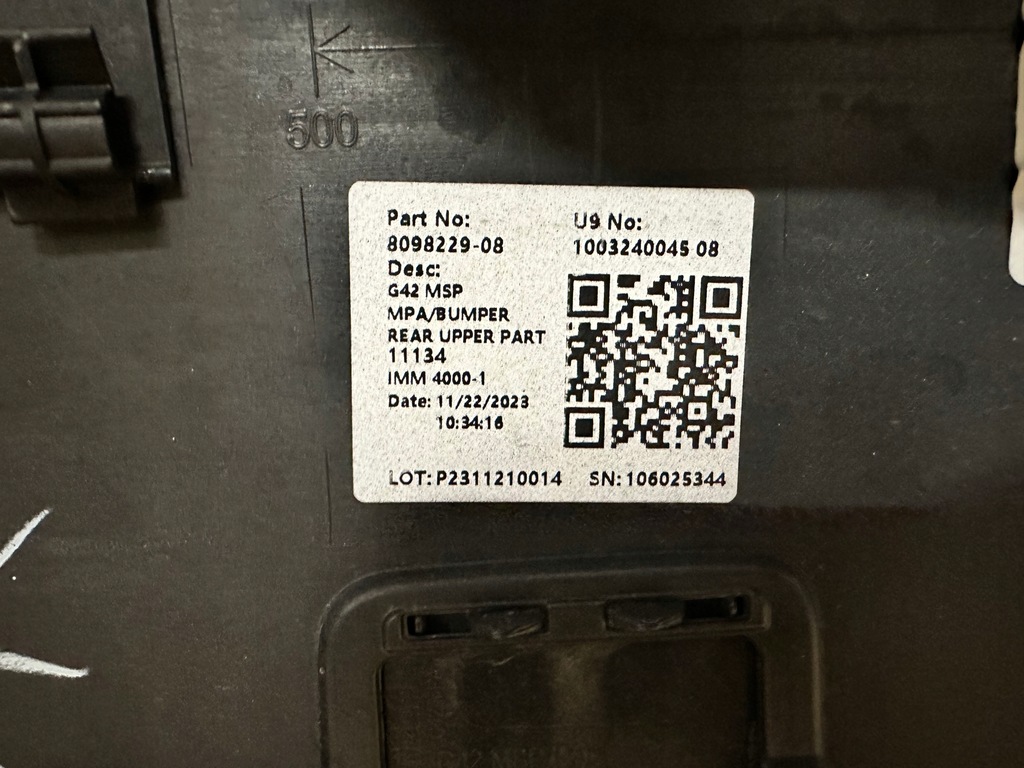 500
Part No:
8098229-08
U9 No:
1003240045 08
Desc:
G42 MSP
MPA/BUMPER
REAR UPPER PART
11134
IMM 4000-1
Date: 11/22/2023
10:34:16
LOT: P2311210014 SN: 106025344